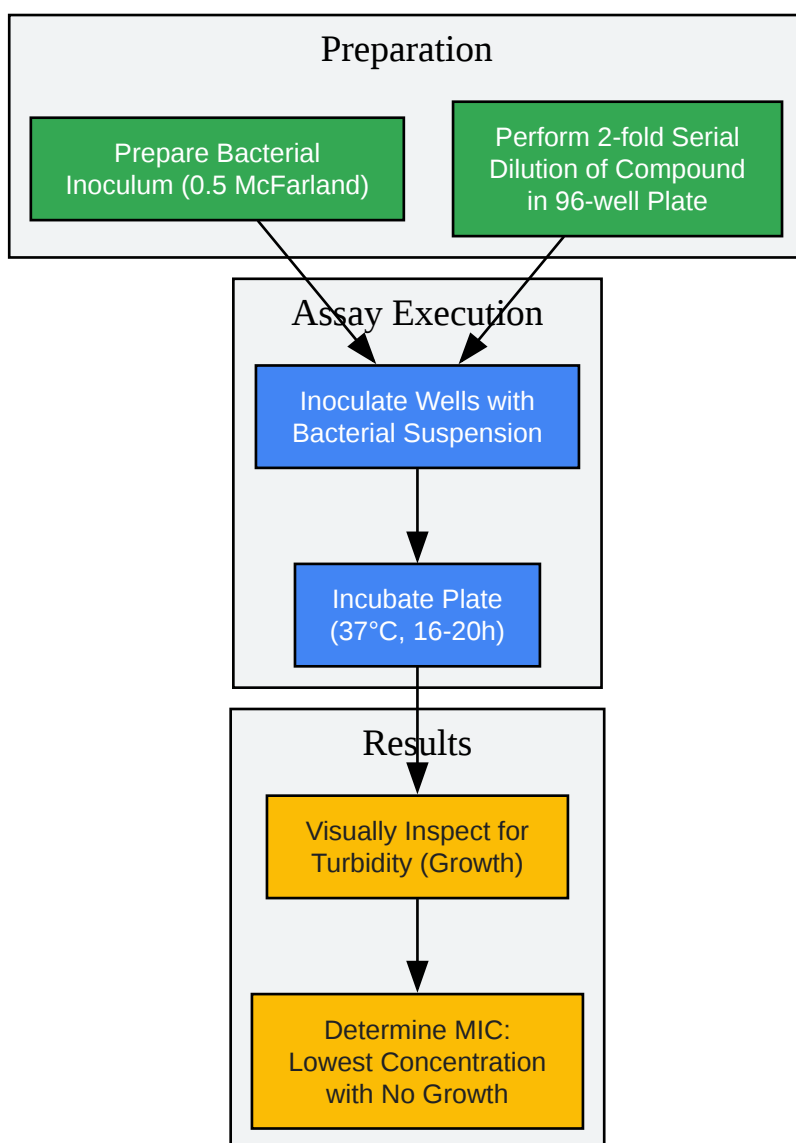 Preparation
Prepare Bacterial
Inoculum (0.5 McFarland)
Perform 2-fold Serial
Dilution of Compound
in 96-well Plate
Assay Execution
Inoculate Wells with
Bacterial Suspension
Incubate Plate
(37°C, 16-20h)
Results
Visually Inspect for
Turbidity (Growth)
Determine MIC:
Lowest Concentration
with No Growth